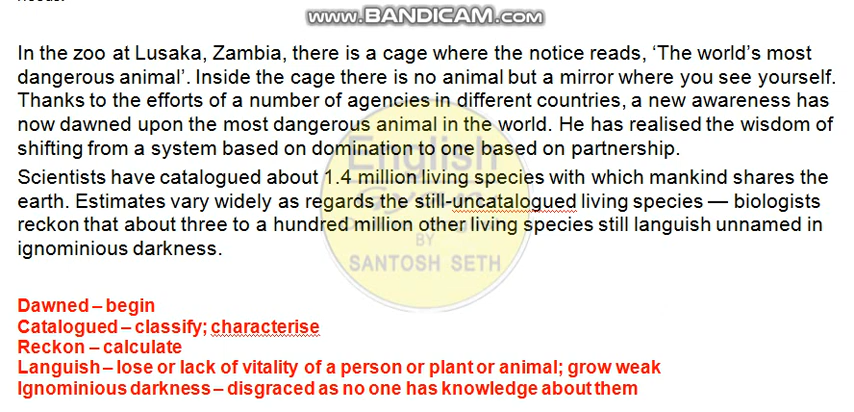 www.BANDICAM.com
In the zoo at Lusaka, Zambia, there is a cage where the notice reads, ‘The world’s most
dangerous animal’. Inside the cage there is no animal but a mirror where you see yourself.
Thanks to the efforts of a number of agencies in different countries, a new awareness has
now dawned upon the most dangerous animal in the world. He has realised the wisdom of
shifting from a system based on domination to one based on partnership.
Scientists have catalogued about 1.4 million living species with which mankind shares the
earth. Estimates vary widely as regards the still-uncatalogued living species — biologists
reckon that about three to a hundred million other living species still languish unnamed in
ignominious darkness.
English
BY
SANTOSH SETH
Dawned – begin
Catalogued – classify; characterise
Reckon – calculate
Languish – lose or lack of vitality of a person or plant or animal; grow weak
Ignominious darkness – disgraced as no one has knowledge about them